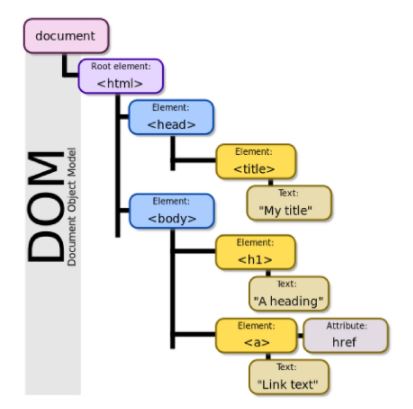 document
Root element:
<html>
Element:
<head>
Element:
<title>
Text:
"My title"
Element:
<body>
Element:
<h1>
Text:
"A heading"
Element:
<a>
Attribute:
href
Text:
"Link text"
DOM
Document Object Model